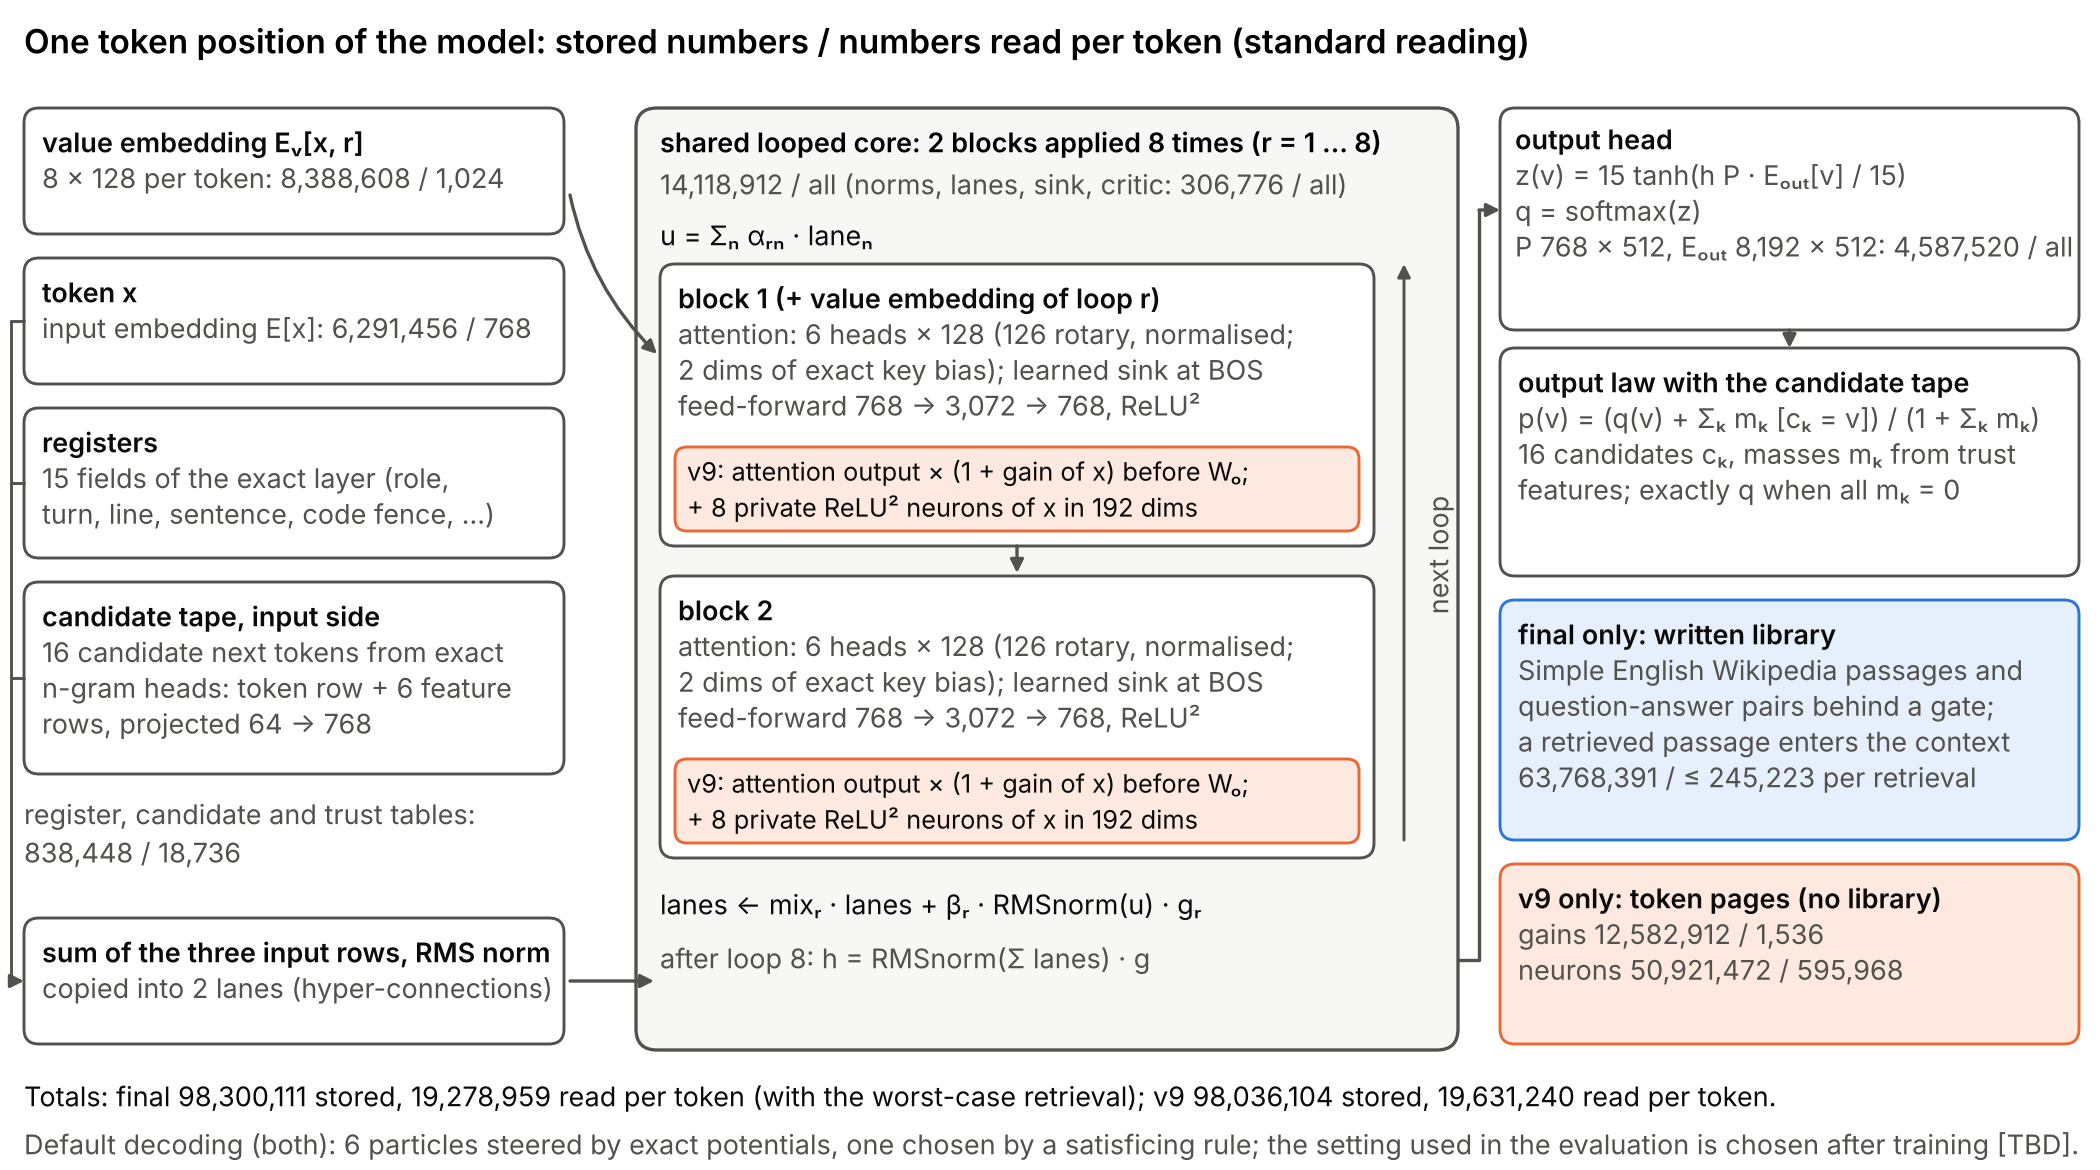 One token position of the model: stored numbers / numbers read per token (standard reading)
value embedding Eᵥ[x, r]
8 × 128 per token: 8,388,608 / 1,024
token x
input embedding E[x]: 6,291,456 / 768
registers
15 fields of the exact layer (role,
turn, line, sentence, code fence, ...)
candidate tape, input side
16 candidate next tokens from exact
n-gram heads: token row + 6 feature
rows, projected 64 → 768
register, candidate and trust tables:
838,448 / 18,736
sum of the three input rows, RMS norm
copied into 2 lanes (hyper-connections)
shared looped core: 2 blocks applied 8 times (r = 1 ... 8)
14,118,912 / all (norms, lanes, sink, critic: 306,776 / all)
u = Σₙ αᵣₙ · laneₙ
block 1 (+ value embedding of loop r)
attention: 6 heads × 128 (126 rotary, normalised;
2 dims of exact key bias); learned sink at BOS
feed-forward 768 → 3,072 → 768, ReLU²
v9: attention output × (1 + gain of x) before Wₒ;
+ 8 private ReLU² neurons of x in 192 dims
block 2
attention: 6 heads × 128 (126 rotary, normalised;
2 dims of exact key bias); learned sink at BOS
feed-forward 768 → 3,072 → 768, ReLU²
v9: attention output × (1 + gain of x) before Wₒ;
+ 8 private ReLU² neurons of x in 192 dims
next loop
lanes ← mixᵣ · lanes + βᵣ · RMSnorm(u) · gᵣ
after loop 8: h = RMSnorm(Σ lanes) · g
output head
z(v) = 15 tanh(h P · Eₒᵤₜ[v] / 15)
q = softmax(z)
P 768 × 512, Eₒᵤₜ 8,192 × 512: 4,587,520 / all
output law with the candidate tape
p(v) = (q(v) + Σₖ mₖ [cₖ = v]) / (1 + Σₖ mₖ)
16 candidates cₖ, masses mₖ from trust
features; exactly q when all mₖ = 0
final only: written library
Simple English Wikipedia passages and
question-answer pairs behind a gate;
a retrieved passage enters the context
63,768,391 / ≤ 245,223 per retrieval
v9 only: token pages (no library)
gains 12,582,912 / 1,536
neurons 50,921,472 / 595,968
Totals: final 98,300,111 stored, 19,278,959 read per token (with the worst-case retrieval); v9 98,036,104 stored, 19,631,240 read per token.
Default decoding (both): 6 particles steered by exact potentials, one chosen by a satisficing rule; the setting used in the evaluation is chosen after training [TBD].